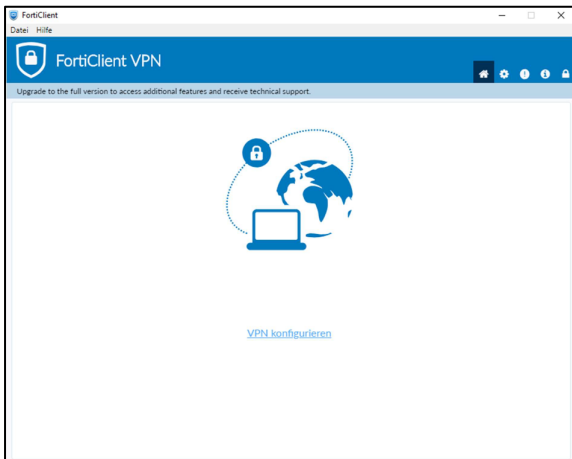 FortiClient
Datei Hilfe
FortiClient VPN
Upgrade to the full version to access additional features and receive technical support.
VPN konfigurieren